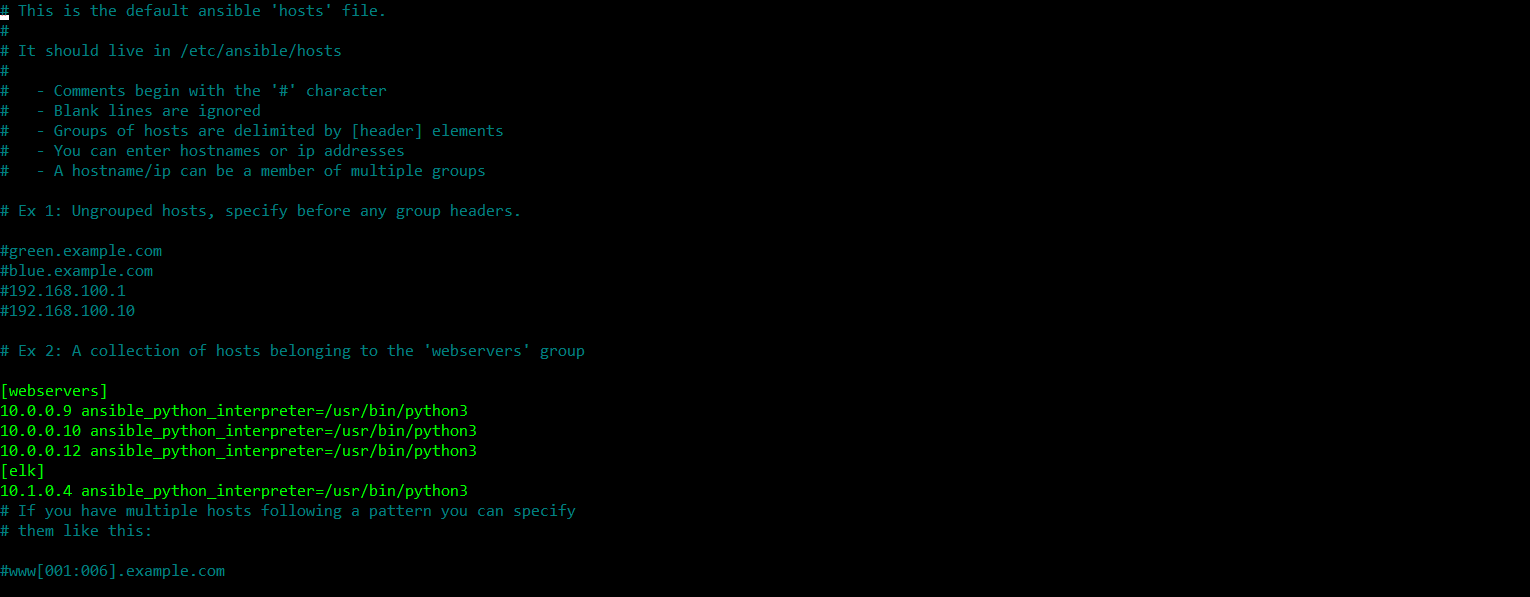 # This is the default ansible 'hosts' file.
#
# It should live in /etc/ansible/hosts
#
#   - Comments begin with the '#' character
#   - Blank lines are ignored
#   - Groups of hosts are delimited by [header] elements
#   - You can enter hostnames or ip addresses
#   - A hostname/ip can be a member of multiple groups

# Ex 1: Ungrouped hosts, specify before any group headers.

#green.example.com
#blue.example.com
#192.168.100.1
#192.168.100.10

# Ex 2: A collection of hosts belonging to the 'webservers' group

[webservers]
10.0.0.9 ansible_python_interpreter=/usr/bin/python3
10.0.0.10 ansible_python_interpreter=/usr/bin/python3
10.0.0.12 ansible_python_interpreter=/usr/bin/python3
[elk]
10.1.0.4 ansible_python_interpreter=/usr/bin/python3
# If you have multiple hosts following a pattern you can specify
# them like this:

#www[001:006].example.com